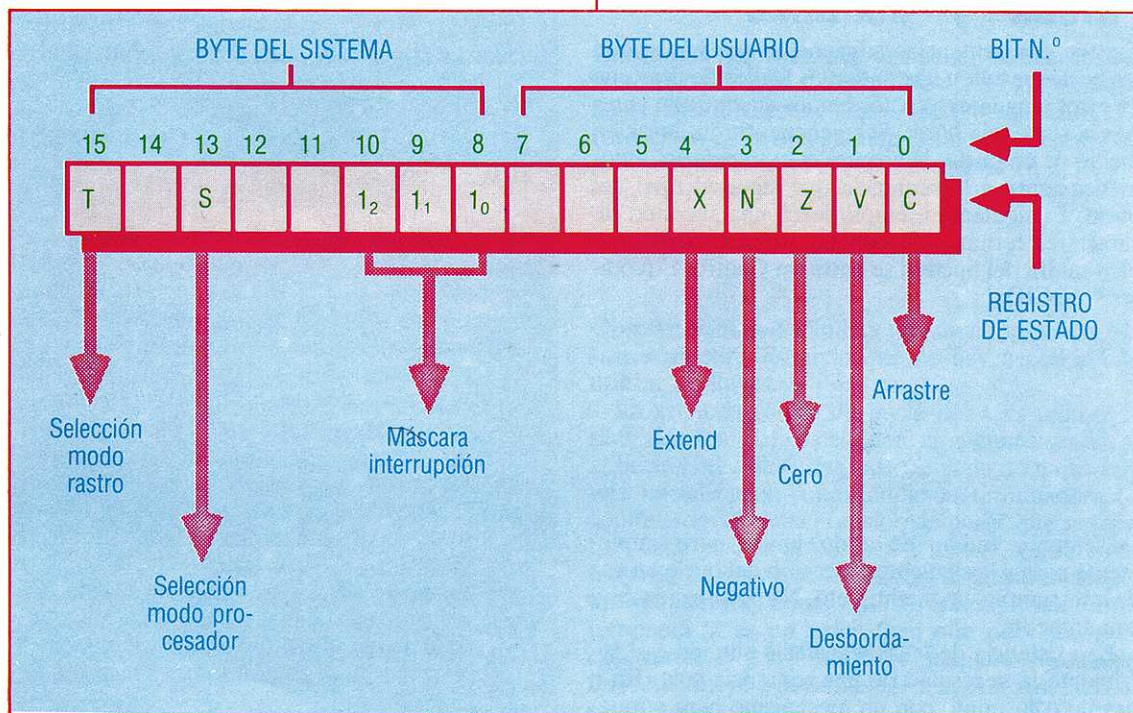 BYTE DEL SISTEMA BYTE DEL USUARIO BIT N.º
15 14 13 12 11 10 9 8 7 6 5 4 3 2 1 0
T S 1₂ 1₁ 1₀ X N Z V C
REGISTRO
DE ESTADO
Selección
modo
rastro
Selección
modo pro-
cesador
Máscara
interrupción
Extend
Negativo
Cero
Desborda-
miento
Arrastre